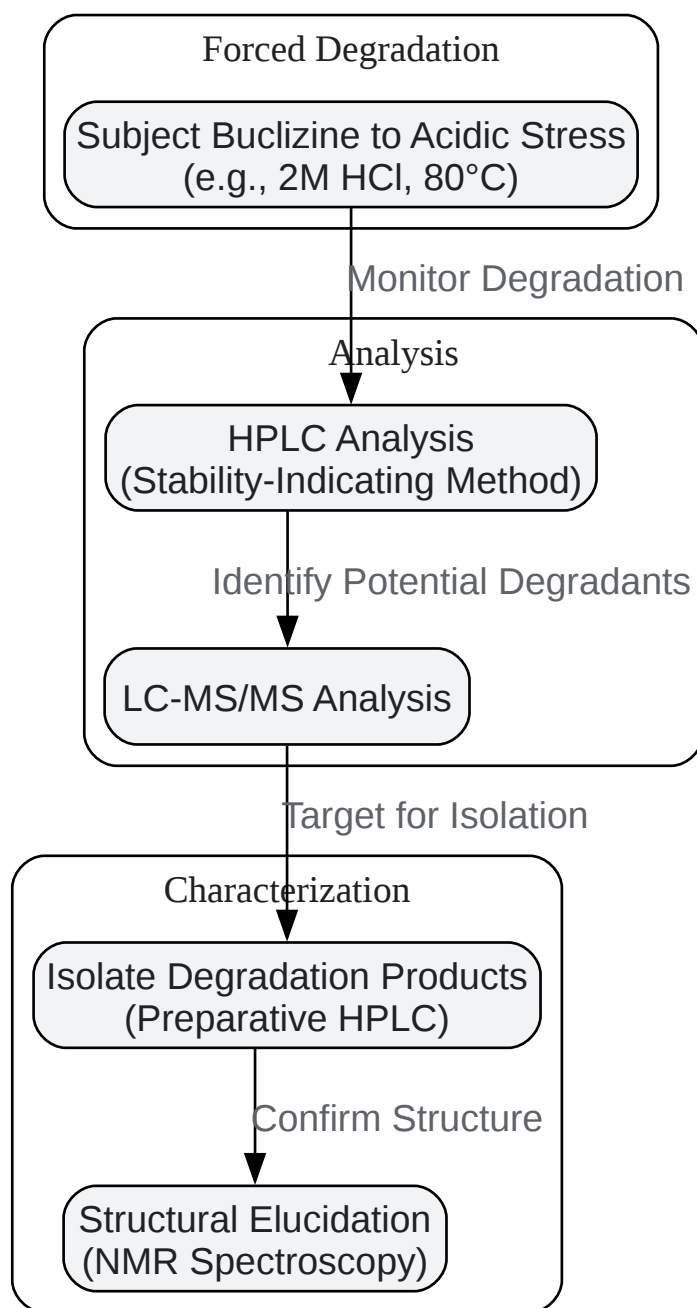 Forced Degradation
Subject Buclizine to Acidic Stress
(e.g., 2M HCl, 80°C)
Monitor Degradation
Analysis
HPLC Analysis
(Stability-Indicating Method)
Identify Potential Degradants
LC-MS/MS Analysis
Target for Isolation
Characterization
Isolate Degradation Products
(Preparative HPLC)
Confirm Structure
Structural Elucidation
(NMR Spectroscopy)